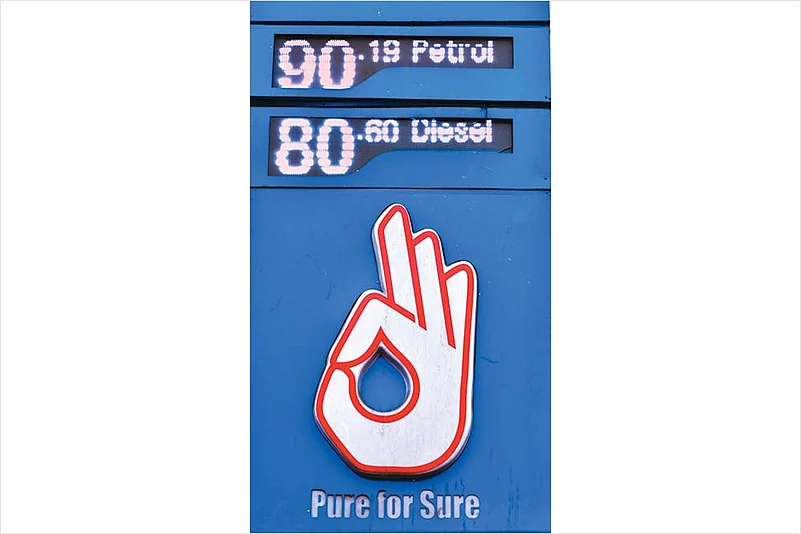 90.19 Petrol
80.60 Diesel
Pure for Sure